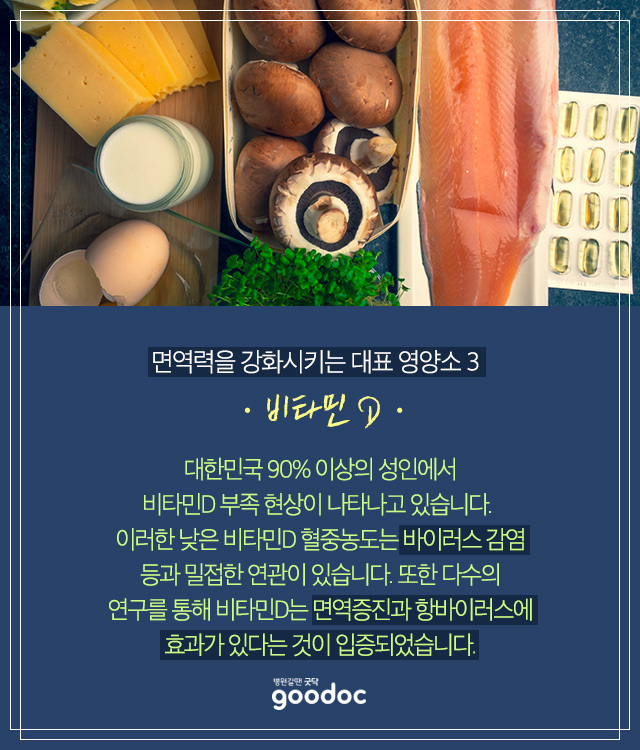 면역력을 강화시키는 대표 영양소 3
· 비타민 D ·
대한민국 90% 이상의 성인에서
비타민D 부족 현상이 나타나고 있습니다.
이러한 낮은 비타민D 혈중농도는 바이러스 감염
등과 밀접한 연관이 있습니다. 또한 다수의
연구를 통해 비타민D는 면역증진과 항바이러스에
효과가 있다는 것이 입증되었습니다.
병원갈땐 굿닥
goodoc